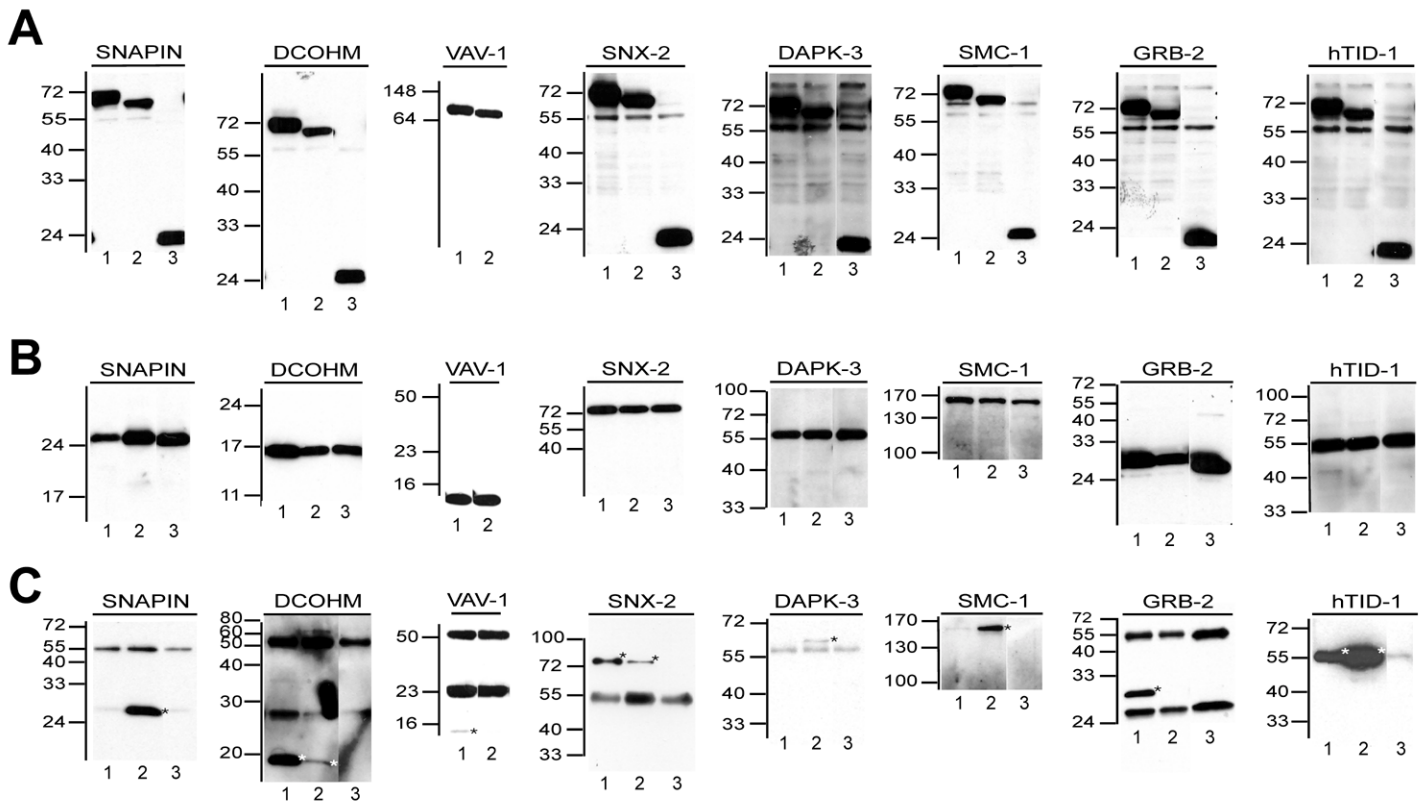 A
SNAPIN DCOHM VAV-1 SNX-2 DAPK-3 SMC-1 GRB-2 hTID-1
72 55 40 33 24
1 2 3
72 55 40 33 24
1 2 3
148 64
1 2
72 55 40 33 24
1 2 3
72 55 40 33 24
1 2 3
72 55 40 33 24
1 2 3
72 55 40 33 24
1 2 3
72 55 40 33 24
1 2 3
B
SNAPIN DCOHM VAV-1 SNX-2 DAPK-3 SMC-1 GRB-2 hTID-1
24 17
1 2 3
24 17 11
1 2 3
50 23 16
1 2
72 55 40
1 2 3
100 72 55 40 33
1 2 3
170 130 100
1 2 3
72 55 40 33 24
1 2 3
100 72 55 40 33
1 2 3
C
SNAPIN DCOHM VAV-1 SNX-2 DAPK-3 SMC-1 GRB-2 hTID-1
72 55 40 33 24
*
1 2 3
80 60 50 40 30 20
* *
1 2 3
50 23 16
*
1 2
100 72 55 40 33
* *
1 2 3
72 55 40 33
*
1 2 3
170 130 100
*
1 2 3
72 55 40 33 24
*
1 2 3
72 55 40 33
* *
1 2 3